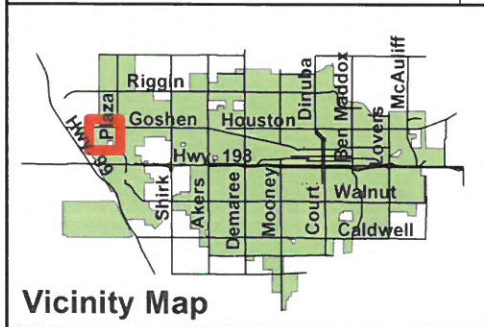 Riggin
Plaza
Goshen
Houston
Dinuba
Ben Maddox
McAuliff
Lovers
HWY 99
Hwy. 198
Shirk
Akers
Demaree
Mooney
Court
Walnut
Caldwell
Vicinity Map